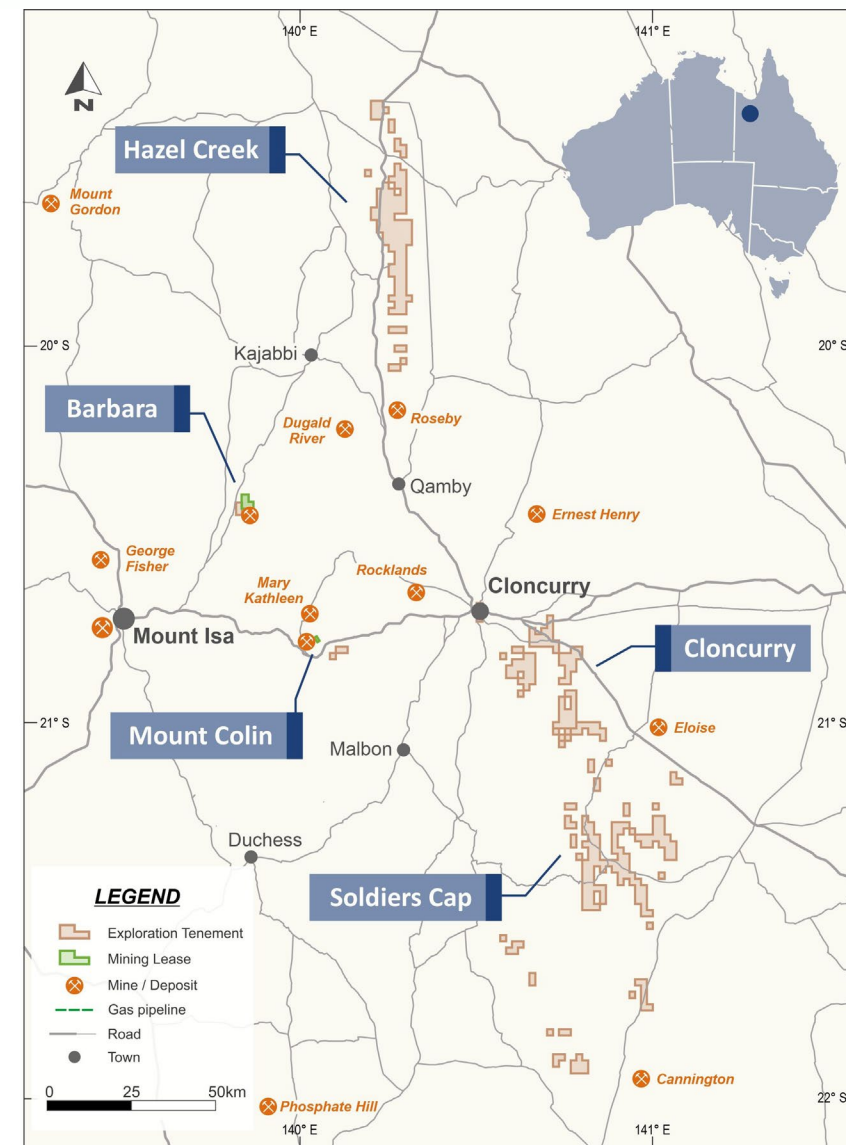 140° E
141° E
N
Hazel Creek
Mount
Gordon
20° S
20° S
Kajabbi
Barbara
Dugald
River
Roseby
Qamby
Ernest Henry
George
Fisher
Mary
Kathleen
Rocklands
Cloncurry
Mount Isa
Cloncurry
Mount Colin
21° S
21° S
Eloise
Malbon
Duchess
Soldiers Cap
LEGEND
Exploration Tenement
Mining Lease
Mine / Deposit
Gas pipeline
Road
Town
0 25 50km
Cannington
Phosphate Hill
22° S
140° E
141° E